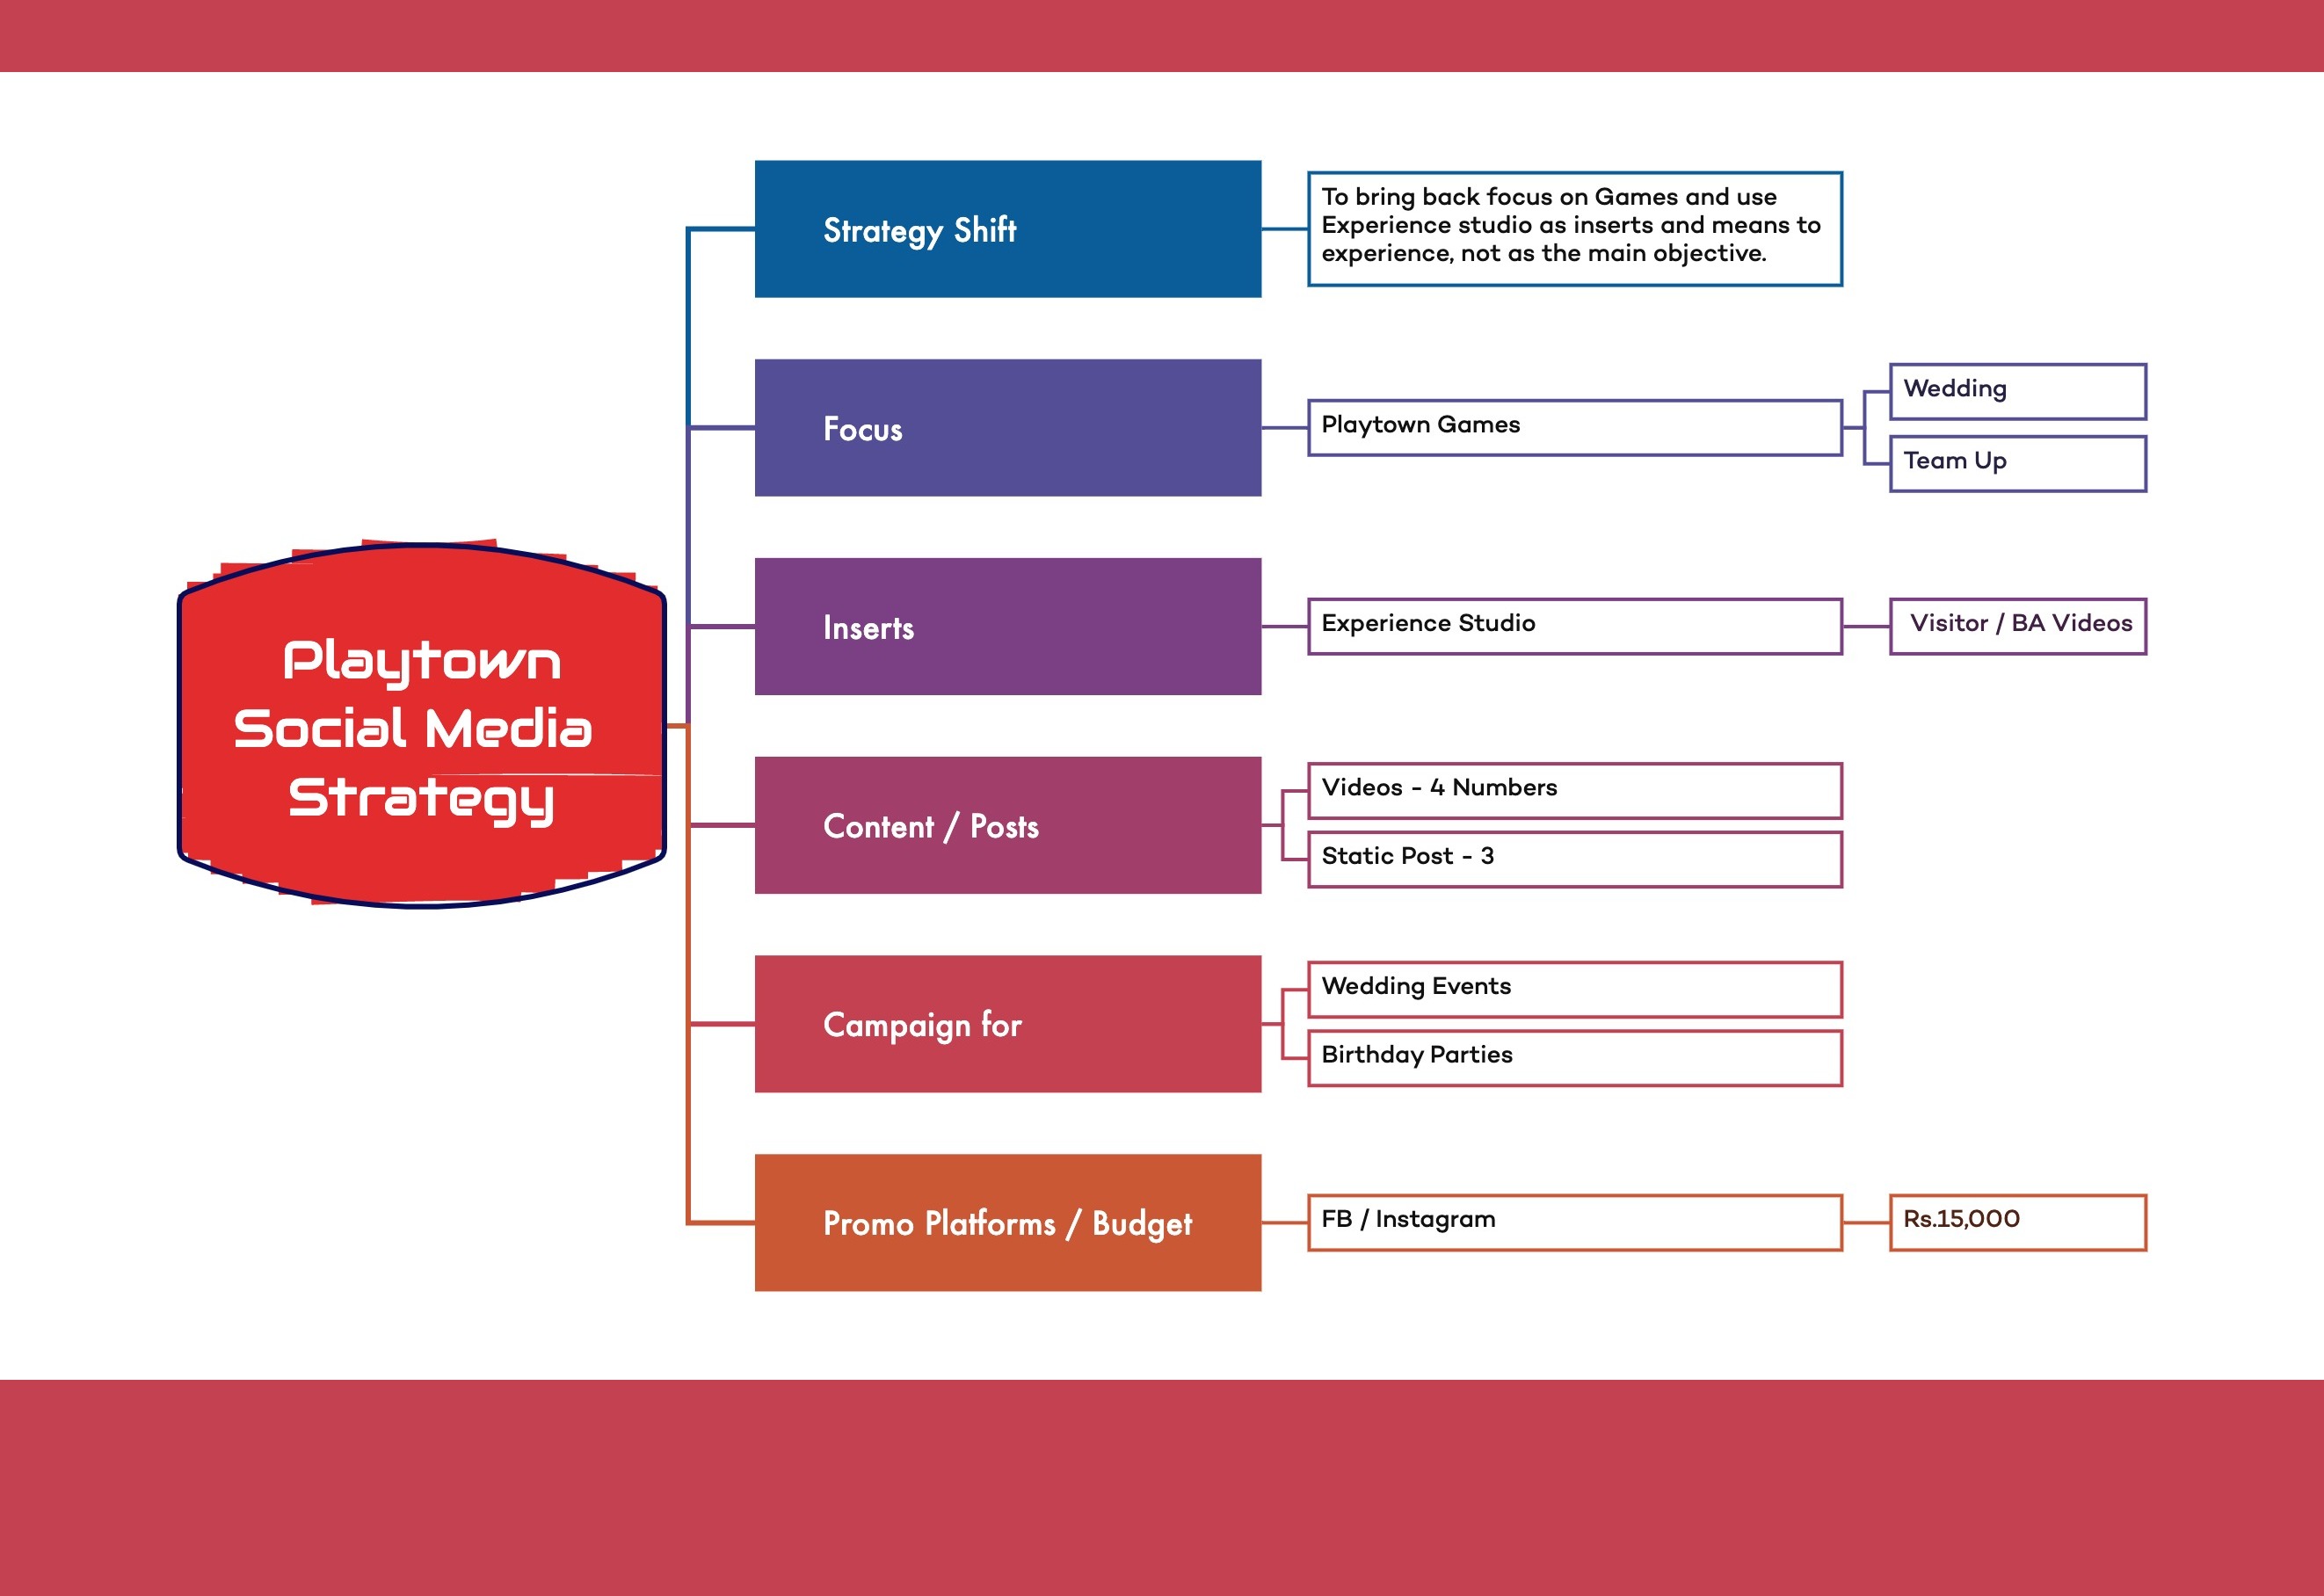 Playtown
Social Media
Strategy
Strategy Shift
To bring back focus on Games and use
Experience studio as inserts and means to
experience, not as the main objective.
Focus
Playtown Games
Wedding
Team Up
Inserts
Experience Studio
Visitor / BA Videos
Content / Posts
Videos - 4 Numbers
Static Post - 3
Campaign for
Wedding Events
Birthday Parties
Promo Platforms / Budget
FB / Instagram
Rs.15,000